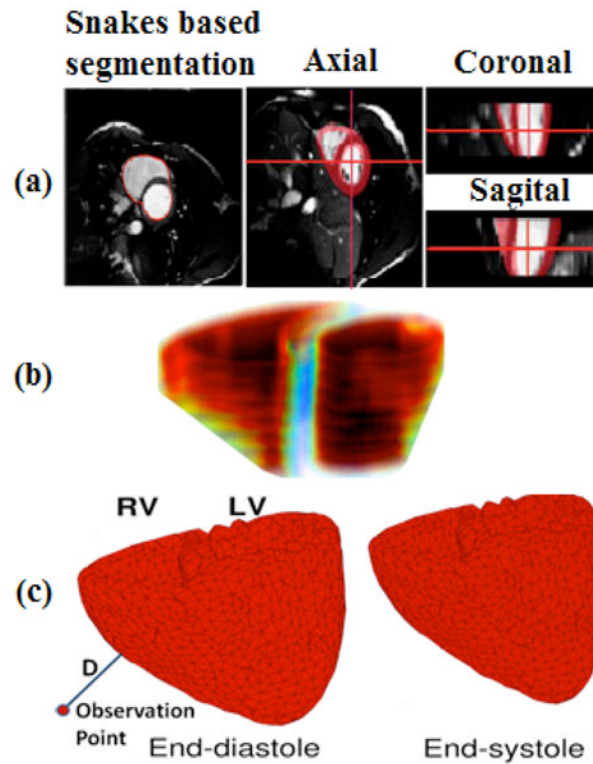 Snakes based
segmentation
Axial
Coronal
(a)
Sagital
(b)
RV LV
(c)
D
Observation
Point
End-diastole
End-systole